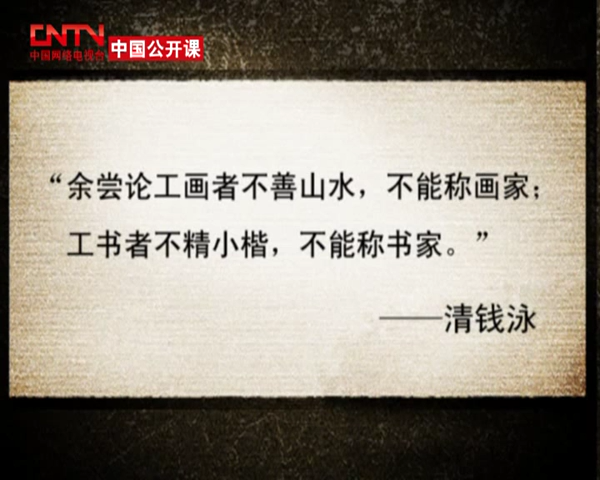 CNTV
中国网络电视台
中国公开课
“余尝论工画者不善山水，不能称画家；
工书者不精小楷，不能称书家。”
——清钱泳